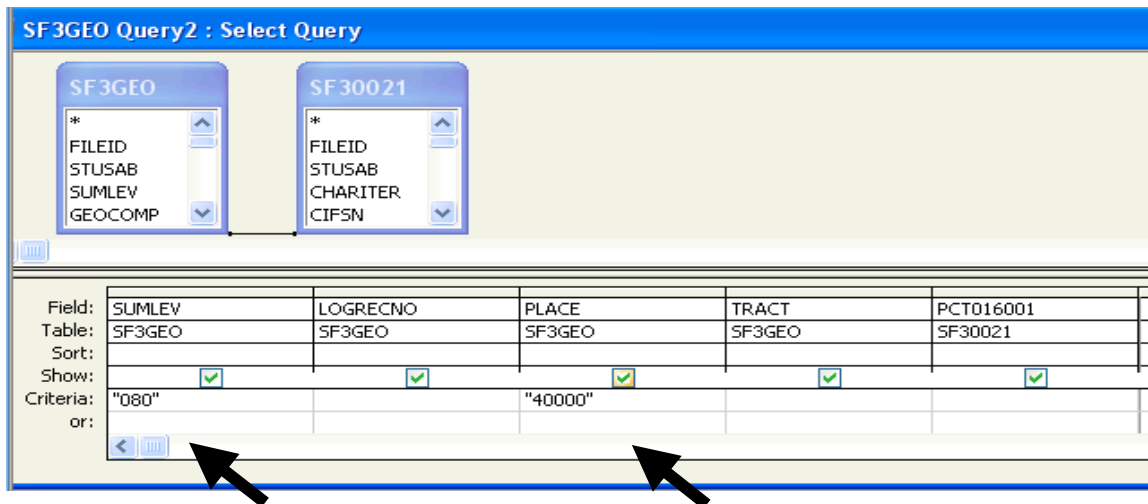 SF3GEO Query2 : Select Query
SF3GEO SF30021
* *
FILEID FILEID
STUSAB STUSAB
SUMLEV CHARITER
GEOCOMP CIFSN
Field: SUMLEV LOGRECNO PLACE TRACT PCT016001
Table: SF3GEO SF3GEO SF3GEO SF3GEO SF30021
Sort:
Show:
Criteria: "080" "40000"
or: